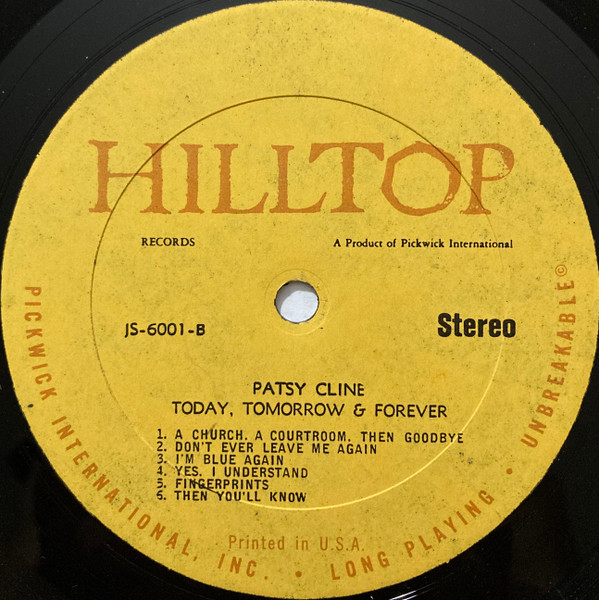 HILLTOP
RECORDS
A Product of Pickwick International
JS-6001-B
Stereo
PATSY CLINE
TODAY, TOMORROW & FOREVER
1. A CHURCH, A COURTROOM, THEN GOODBYE
2. DON'T EVER LEAVE ME AGAIN
3. I'M BLUE AGAIN
4. YES, I UNDERSTAND
5. FINGERPRINTS
6. THEN YOU'LL KNOW
Printed in U.S.A.
PICKWICK INTERNATIONAL, INC. • LONG PLAYING • UNBREAKABLE©